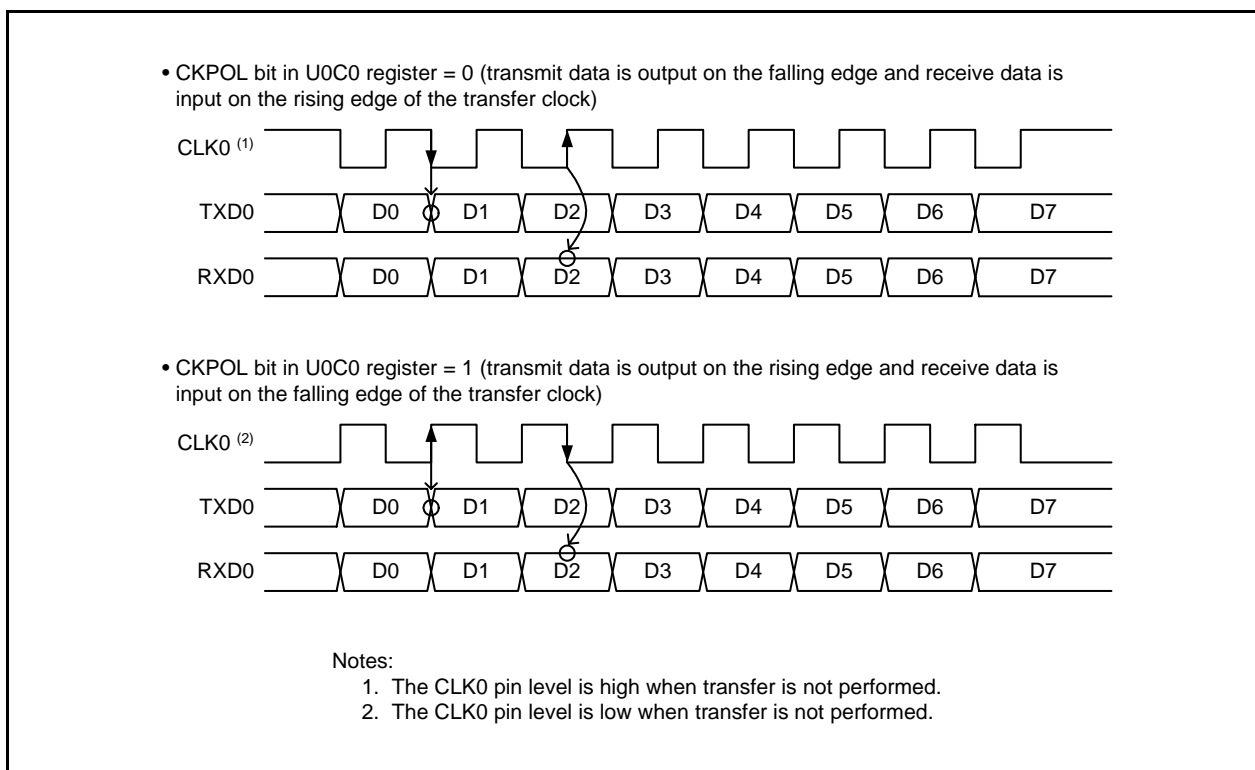 • CKPOL bit in U0C0 register = 0 (transmit data is output on the falling edge and receive data is
input on the rising edge of the transfer clock)
CLK0 (1)
TXD0 D0 D1 D2 D3 D4 D5 D6 D7
RXD0 D0 D1 D2 D3 D4 D5 D6 D7
• CKPOL bit in U0C0 register = 1 (transmit data is output on the rising edge and receive data is
input on the falling edge of the transfer clock)
CLK0 (2)
TXD0 D0 D1 D2 D3 D4 D5 D6 D7
RXD0 D0 D1 D2 D3 D4 D5 D6 D7
Notes:
1. The CLK0 pin level is high when transfer is not performed.
2. The CLK0 pin level is low when transfer is not performed.